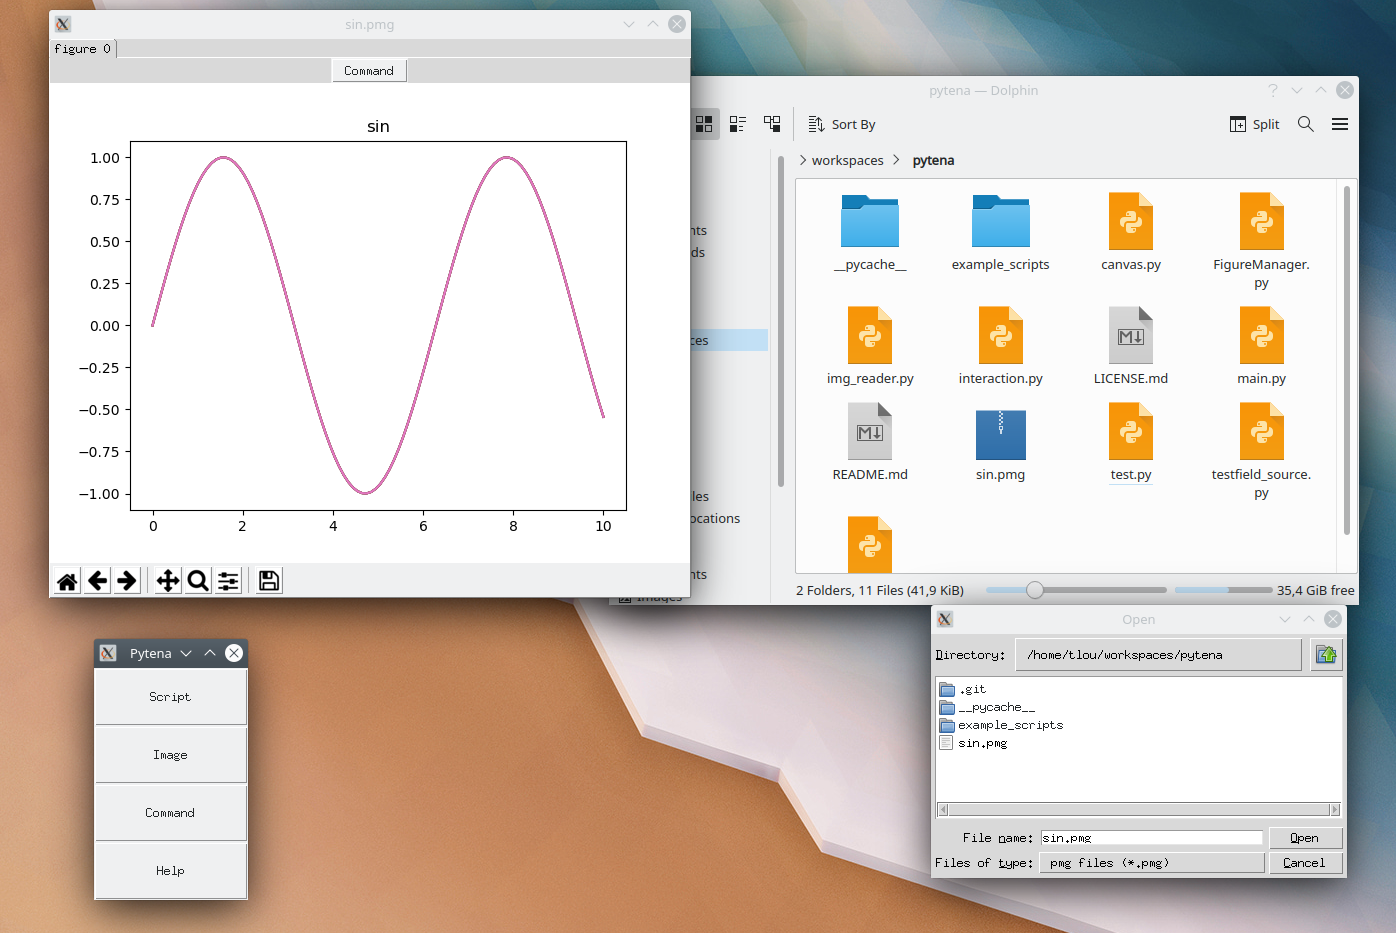 sin.pmg
figure 0
Command
sin
1.00
0.75
0.50
0.25
0.00
−0.25
−0.50
−0.75
−1.00
0 2 4 6 8 10
pytena — Dolphin
Sort By
Split
workspaces pytena
nts
ds
ces
les
ocations
nts
Images
__pycache__ example_scripts canvas.py FigureManager.
py
img_reader.py interaction.py LICENSE.md main.py
README.md sin.pmg test.py testfield_source.
py
2 Folders, 11 Files (41,9 KiB) 35,4 GiB free
Pytena
Script
Image
Command
Help
Open
Directory: /home/tlou/workspaces/pytena
.git
__pycache__
example_scripts
sin.pmg
File name: sin.pmg Open
Files of type: pmg files (*.pmg) Cancel